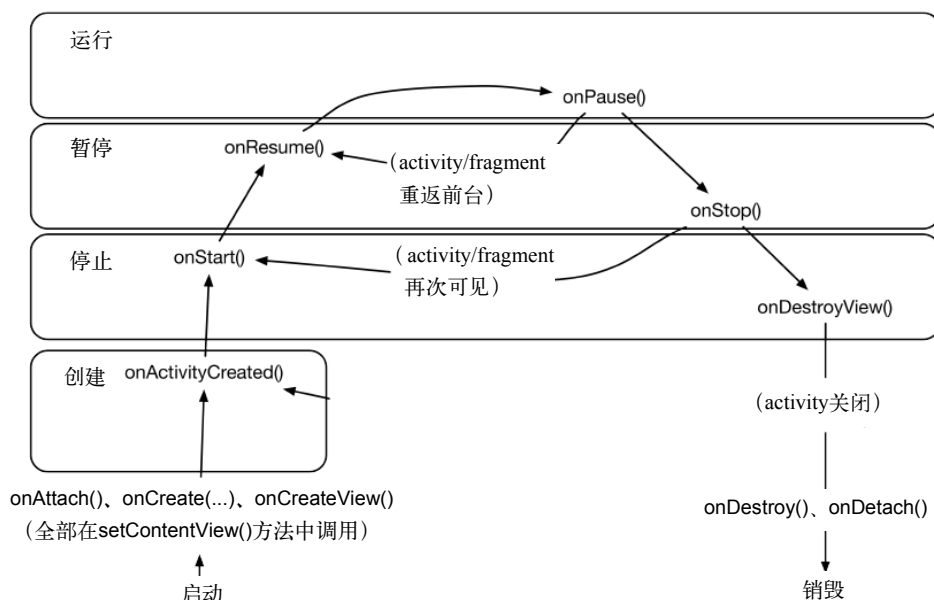 运行
onPause()
暂停
onResume()
（activity/fragment
重返前台）
onStop()
停止
onStart()
（activity/fragment
再次可见）
onDestroyView()
创建
onActivityCreated()
（activity关闭）
onAttach()、onCreate(...)、onCreateView()
（全部在setContentView()方法中调用）
onDestroy()、onDetach()
启动
销毁